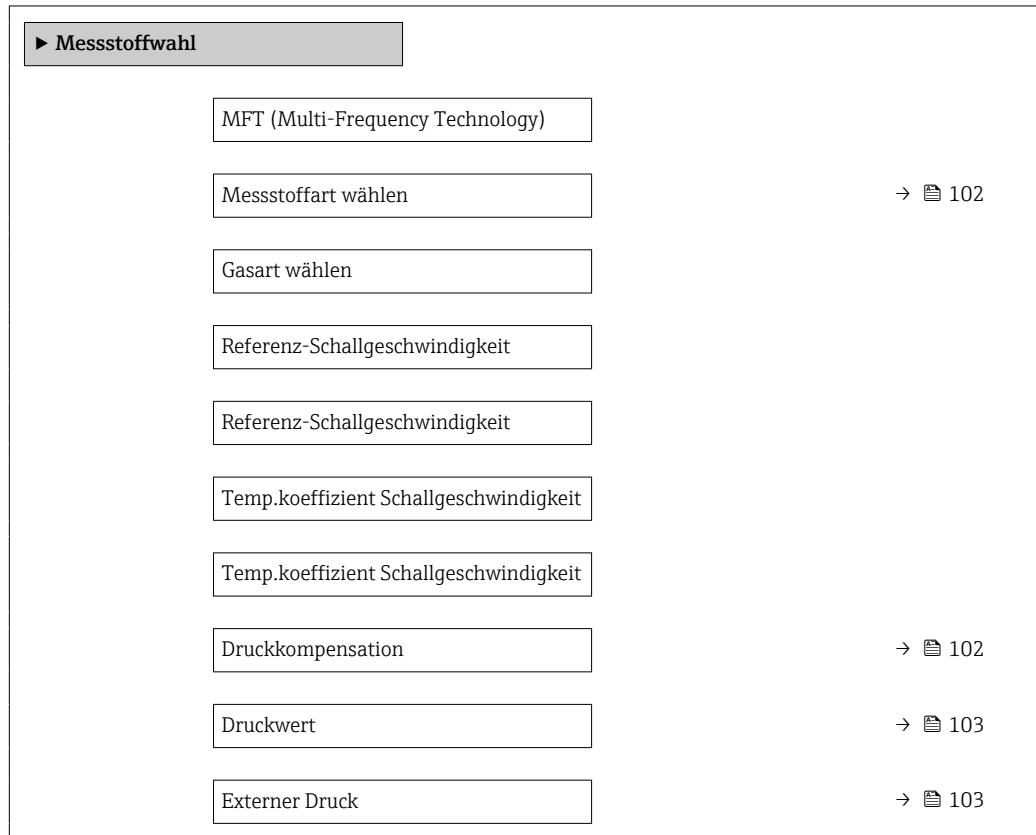 ► Messstoffwahl
MFT (Multi-Frequency Technology)
Messstoffart wählen → 102
Gasart wählen
Referenz-Schallgeschwindigkeit
Referenz-Schallgeschwindigkeit
Temp.koeffizient Schallgeschwindigkeit
Temp.koeffizient Schallgeschwindigkeit
Druckkompensation → 102
Druckwert → 103
Externer Druck → 103